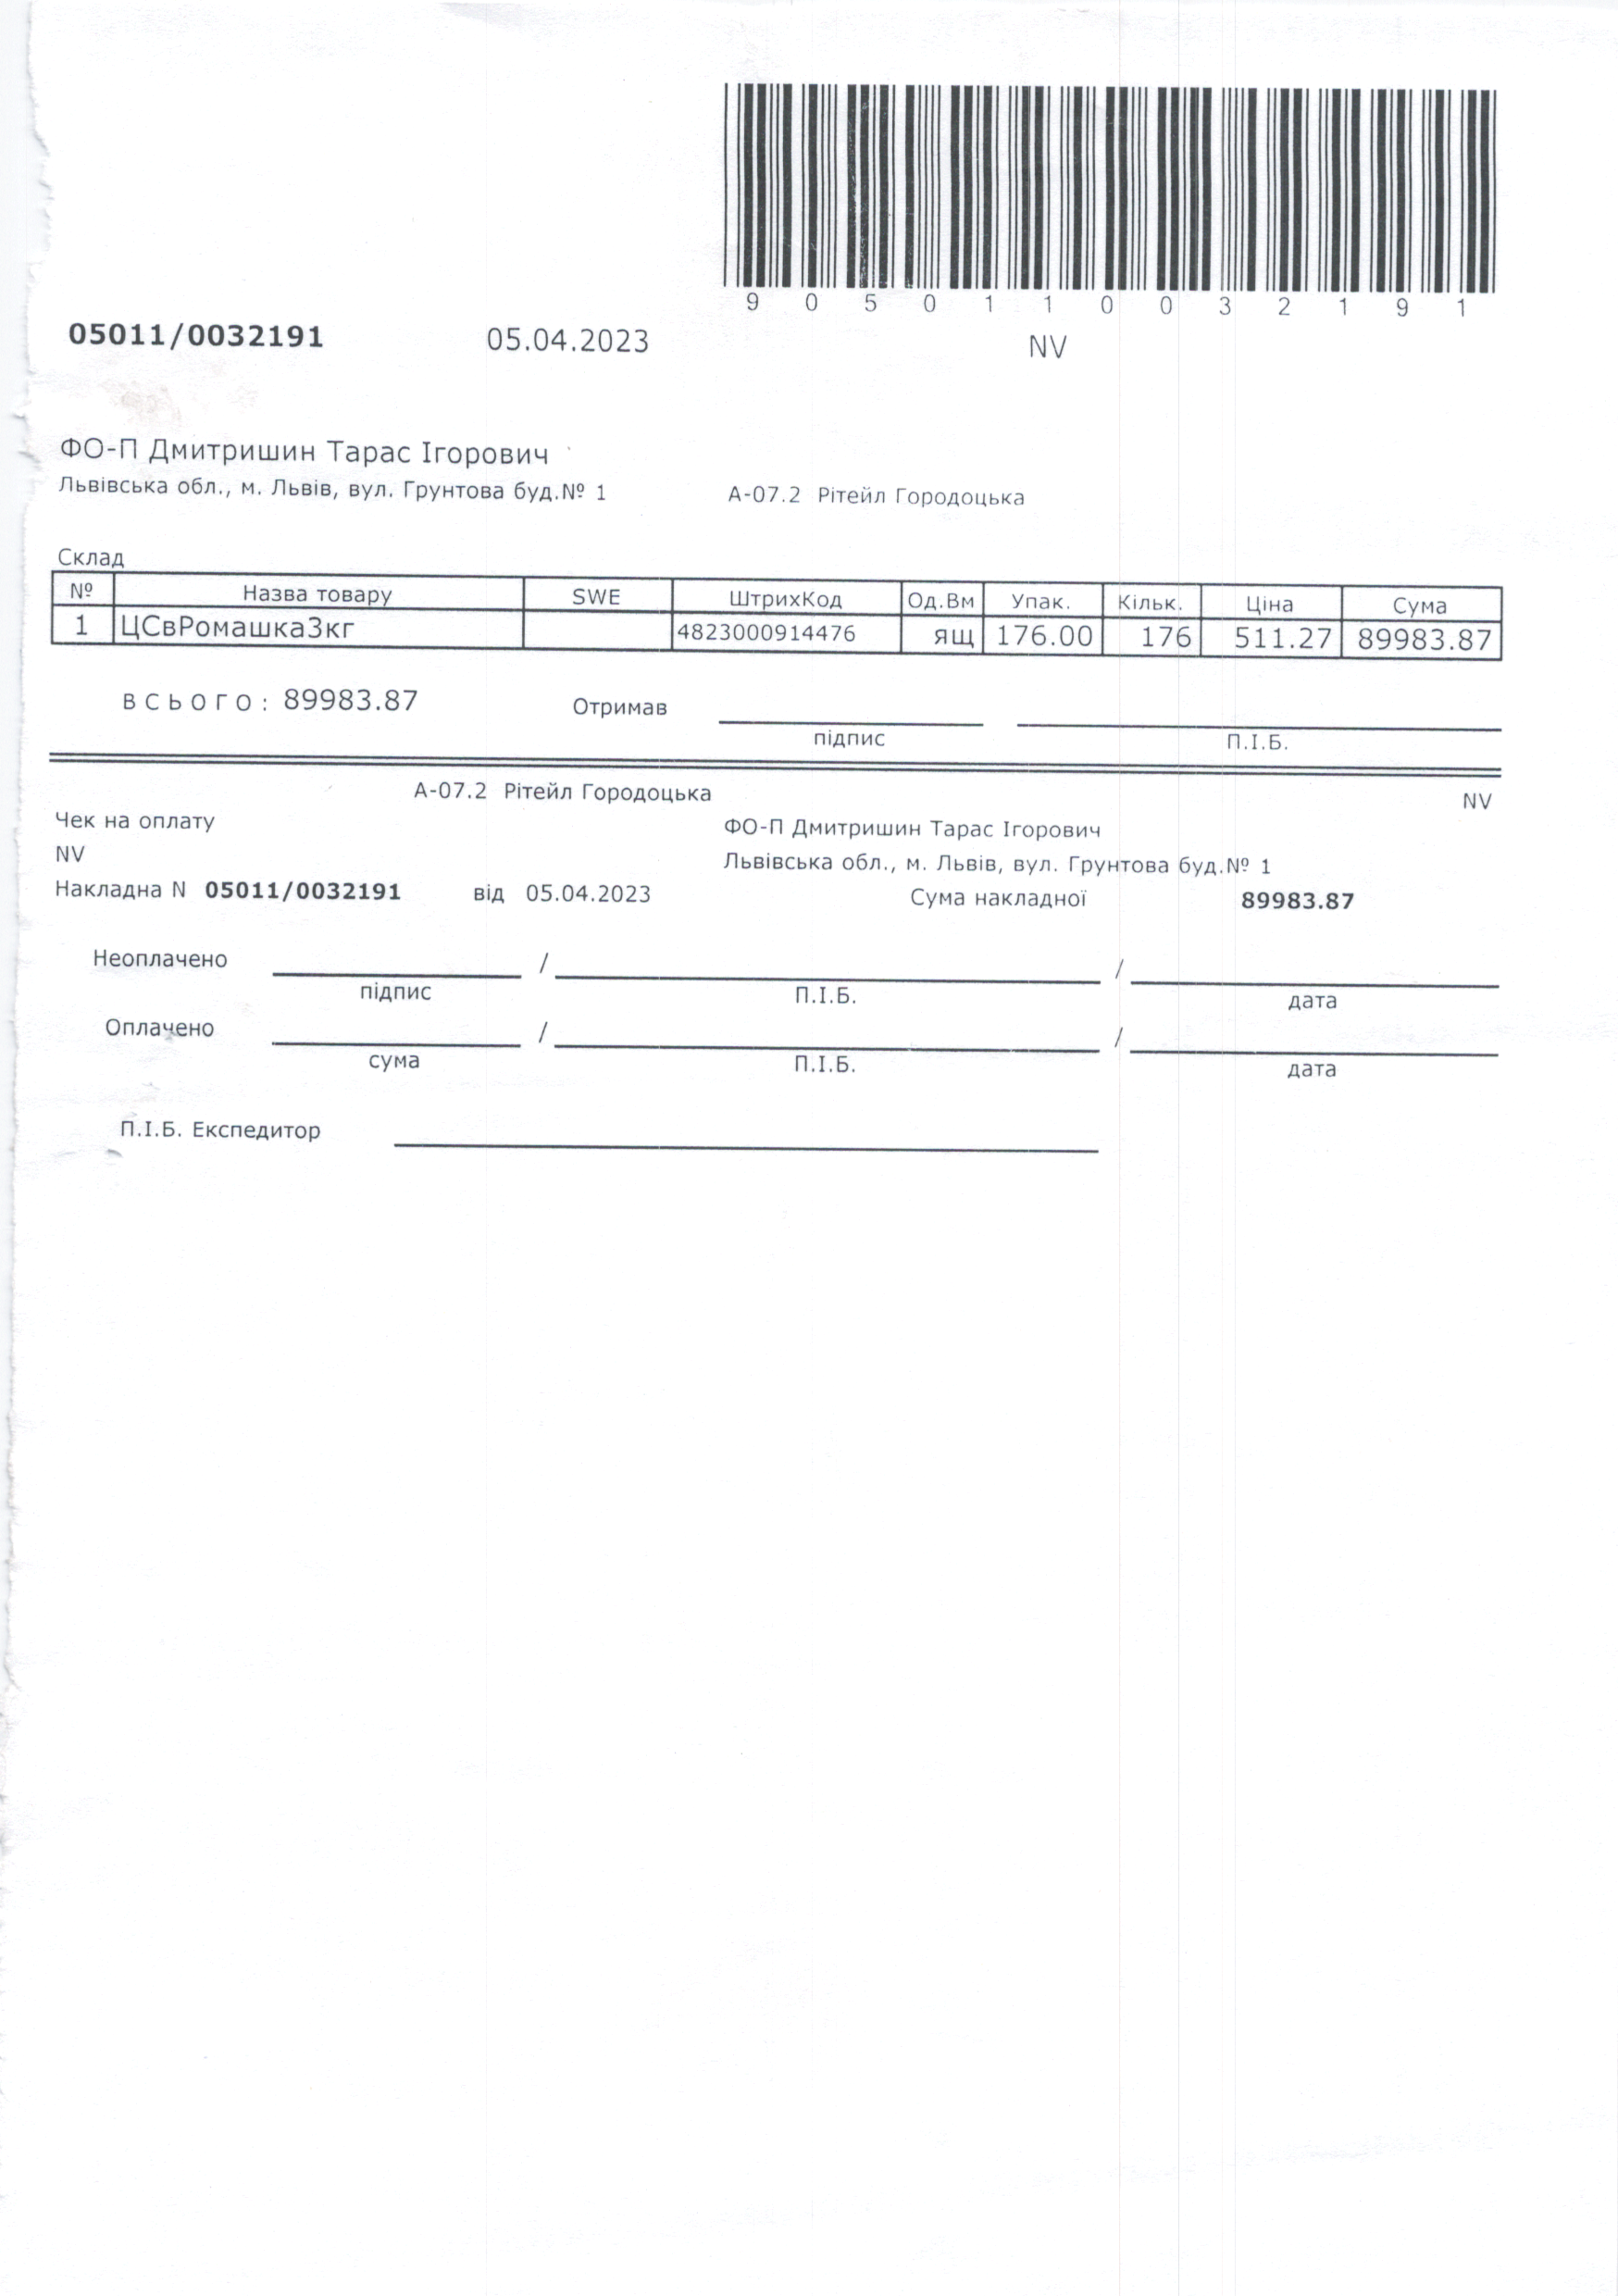 9 0 5 0 1 1 0 0 3 2 1 9 1
05011/0032191 05.04.2023 NV
ФО-П Дмитришин Тарас Ігорович
Львівська обл., м. Львів, вул. Грунтова буд.№ 1 А-07.2 Рітейл Городоцька
Склад
№ Назва товару SWE ШтрихКод Од.Вм Упак. Кільк. Ціна Сума
1 ЦСвРомашка3кг 4823000914476 ящ 176.00 176 511.27 89983.87
В С Ь О Г О : 89983.87 Отримав
підпис П.І.Б.
А-07.2 Рітейл Городоцька NV
Чек на оплату ФО-П Дмитришин Тарас Ігорович
NV Львівська обл., м. Львів, вул. Грунтова буд.№ 1
Накладна N 05011/0032191 від 05.04.2023 Сума накладної 89983.87
Неоплачено / /
підпис П.І.Б. дата
Оплачено / /
сума П.І.Б. дата
П.І.Б. Експедитор